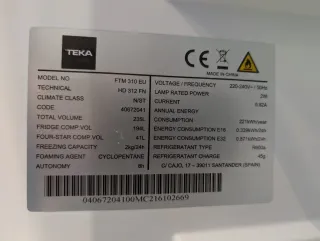 TEKA
MADE IN CHINA
MODEL NO. FTM 310 EU
TECHNICAL HD 312 FN
CLIMATE CLASS N/ST
CODE 40672041
TOTAL VOLUME 235L
FRIDGE COMP VOL 194L
FOUR-STAR COMP VOL 41L
FREEZING CAPACITY 2kg/24h
FOAMING AGENT CYCLOPENTANE
AUTONOMY
VOLTAGE / FREQUENCY 220-240V~ / 50Hz
LAMP RATED POWER
CURRENT
ANNUAL ENERGY
CONSUMPTION
ENERGY CONSUMPTION E16
ENERGY CONSUMPTION E32
REFRIGERANT TYPE R600a
REFRIGERANT CHARGE
C/ CAJO, 17 – 39011 SANTANDER (SPAIN)
04067204100MC216102669